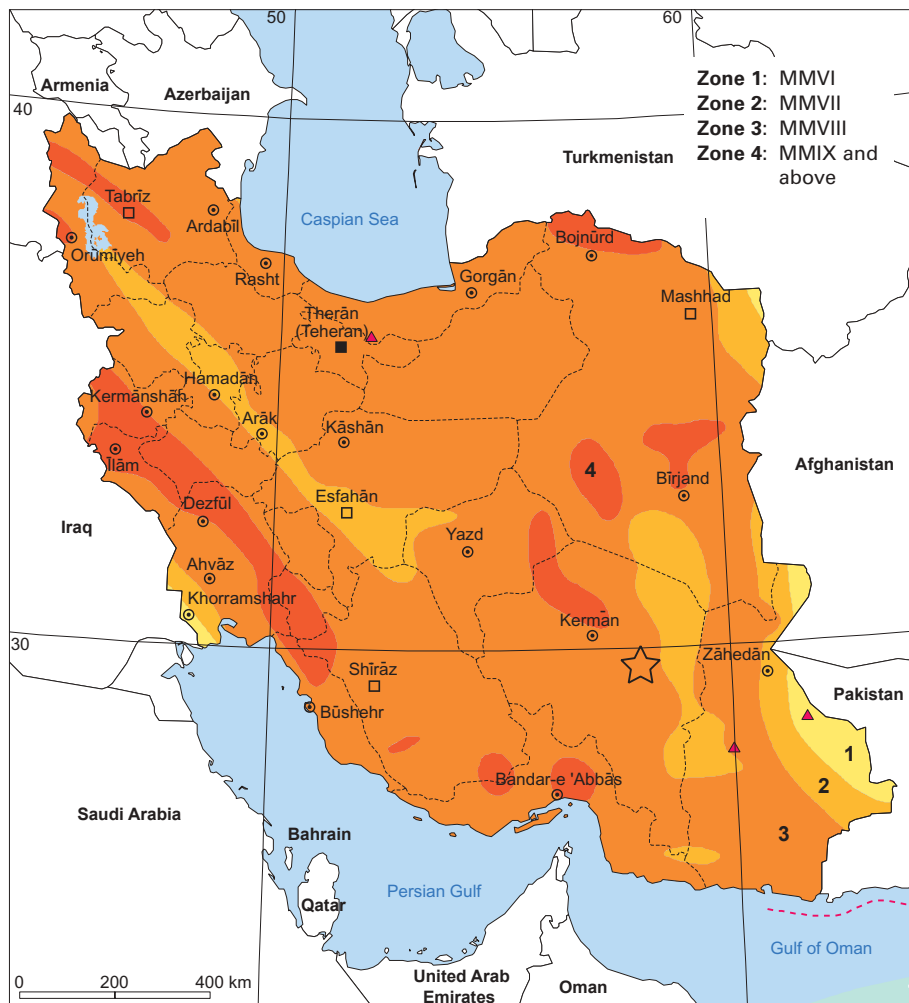 50
60
Armenia
Azerbaijan
40
Zone 1: MMVI
Zone 2: MMVII
Zone 3: MMVIII
Zone 4: MMIX and
above
Turkmenistan
Tabrīz
Ardabīl
Caspian Sea
Orūmīyeh
Rasht
Bojnūrd
Gorgān
Mashhad
Therān
(Teheran)
Hamadān
Kermānshāh
Arāk
Kāshān
Īlām
4
Bīrjand
Afghanistan
Esfahān
Dezfūl
Iraq
Yazd
Ahvāz
Khorramshahr
Kermān
30
Zāhedān
Shīrāz
Pakistan
Būshehr
1
2
Bandar-e 'Abbās
3
Saudi Arabia
Bahrain
Persian Gulf
Qatar
Gulf of Oman
United Arab
Emirates
Oman
0 200 400 km